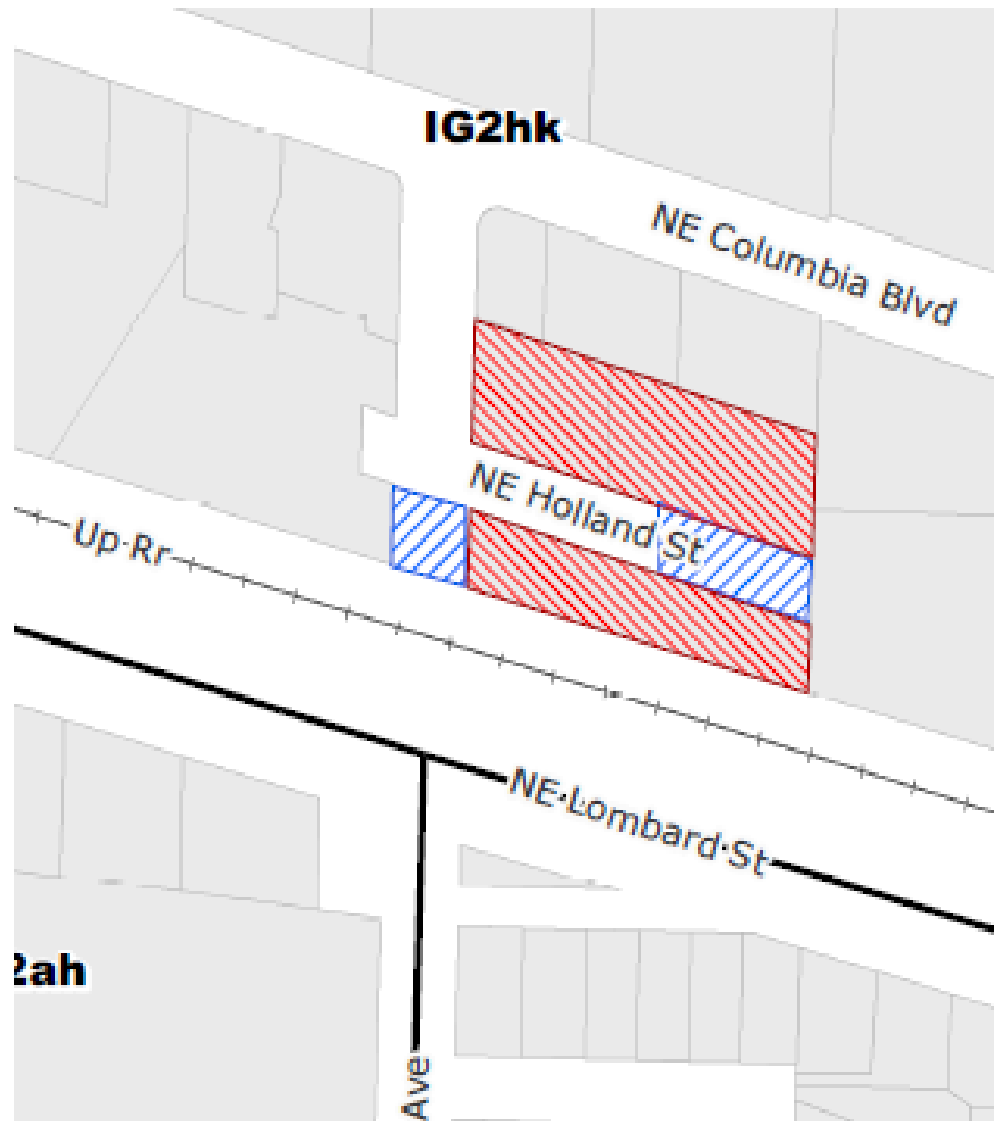 IG2hk
NE Columbia Blvd
NE Holland St
Up Rr
NE Lombard St
2ah
Ave